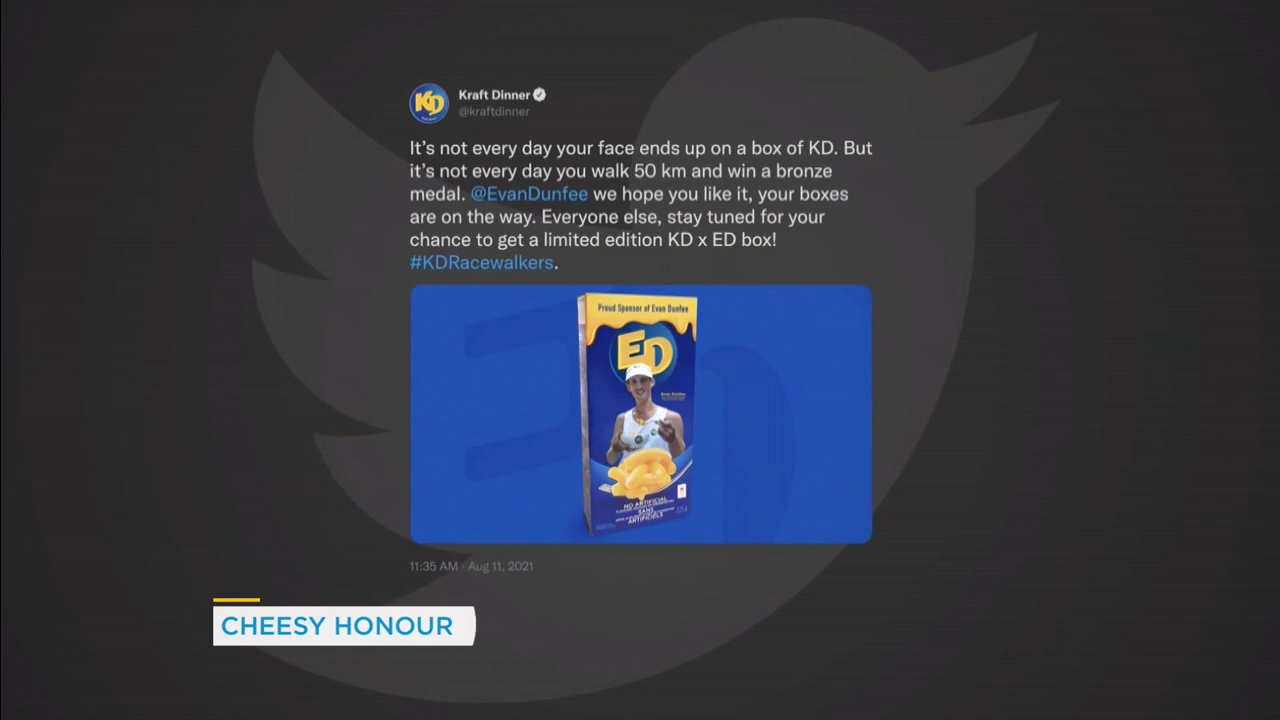 KD
Kraft Dinner
@kraftdinner
It's not every day your face ends up on a box of KD. But
it's not every day you walk 50 km and win a bronze
medal. @EvanDunfee we hope you like it, your boxes
are on the way. Everyone else, stay tuned for your
chance to get a limited edition KD x ED box!
#KDRacewalkers.
Proud Sponsor of Evan Dunfee
ED
Evan Dunfee
NO ARTIFICIAL
SANS
ARTIFICIELS
11:35 AM · Aug 11, 2021
CHEESY HONOUR